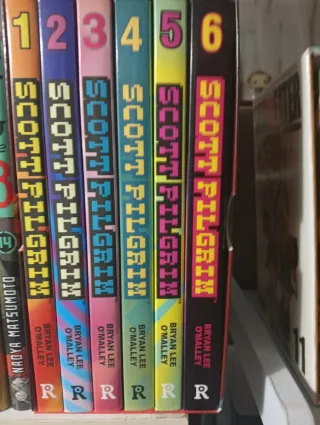 1
SCOTT PILGRIM
BRYAN LEE
O'MALLEY
R
2
SCOTT PILGRIM
BRYAN LEE
O'MALLEY
R
3
SCOTT PILGRIM
BRYAN LEE
O'MALLEY
R
4
SCOTT PILGRIM
BRYAN LEE
O'MALLEY
R
5
SCOTT PILGRIM
BRYAN LEE
O'MALLEY
R
6
SCOTT PILGRIM
BRYAN LEE
O'MALLEY
R
14
NAOYA MATSUMOTO